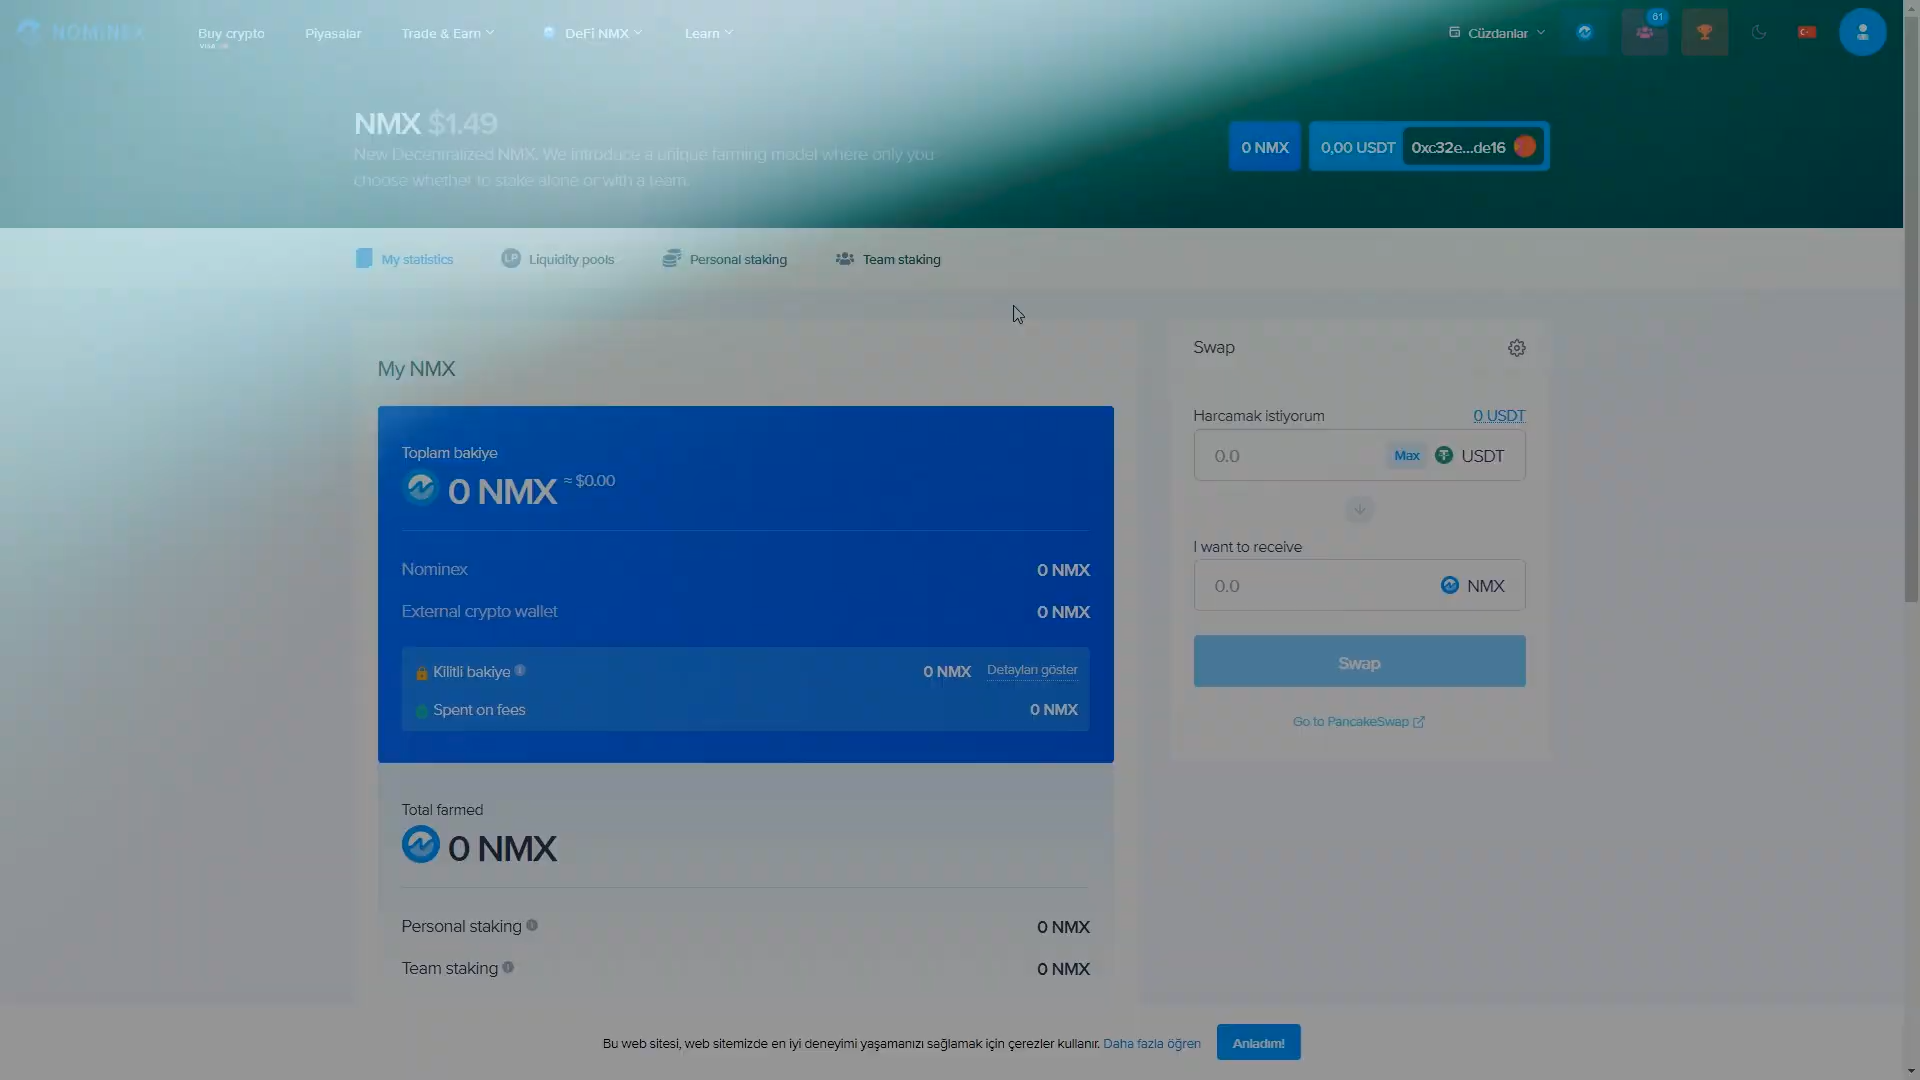 NOMINEX
Buy crypto
VISA
Piyasalar
Trade & Earn
DeFi NMX
Learn
Cüzdanlar
61
NMX $1.49
New Decenlralized NMX. We introduce a unique farming model where only you
choose whether to stake alone or with a team.
0 NMX
0,00 USDT
0xc32e...de16
My statistics
LP
Liquidity pools
Personal staking
Team staking
My NMX
Toplam bakiye
0 NMX ≈ $0.00
Nominex
0 NMX
External crypto wallet
0 NMX
Kilitli bakiye
0 NMX
Detayları göster
Spent on fees
0 NMX
Total farmed
0 NMX
Personal staking
0 NMX
Team staking
0 NMX
Swap
Harcamak istiyorum
0 USDT
0.0
Max
USDT
I want to receive
0.0
NMX
Swap
Go to PancakeSwap
Bu web sitesi, web sitemizde en iyi deneyimi yaşamanızı sağlamak için çerezler kullanır. Daha fazla öğren
Anladım!